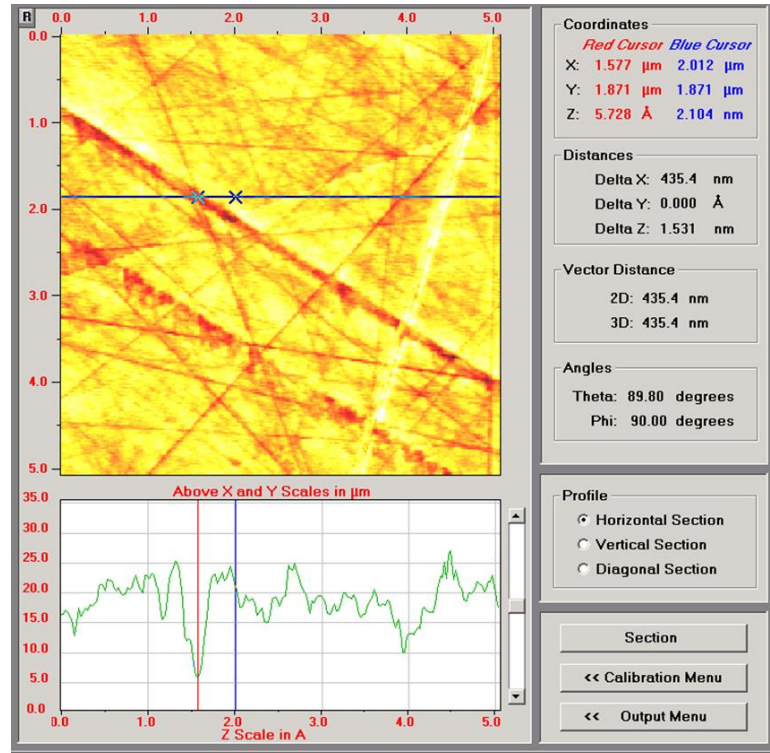 R 0.0 1.0 2.0 3.0 4.0 5.0
0.0
1.0
2.0
3.0
4.0
5.0
Above X and Y Scales in µm
35.0
30.0
25.0
20.0
15.0
10.0
5.0
0.0
0.0 1.0 2.0 3.0 4.0 5.0
Z Scale in A
Coordinates
Red Cursor Blue Cursor
X: 1.577 µm 2.012 µm
Y: 1.871 µm 1.871 µm
Z: 5.728 Å 2.104 nm
Distances
Delta X: 435.4 nm
Delta Y: 0.000 Å
Delta Z: 1.531 nm
Vector Distance
2D: 435.4 nm
3D: 435.4 nm
Angles
Theta: 89.80 degrees
Phi: 90.00 degrees
Profile
Horizontal Section
Vertical Section
Diagonal Section
Section
<< Calibration Menu
<< Output Menu